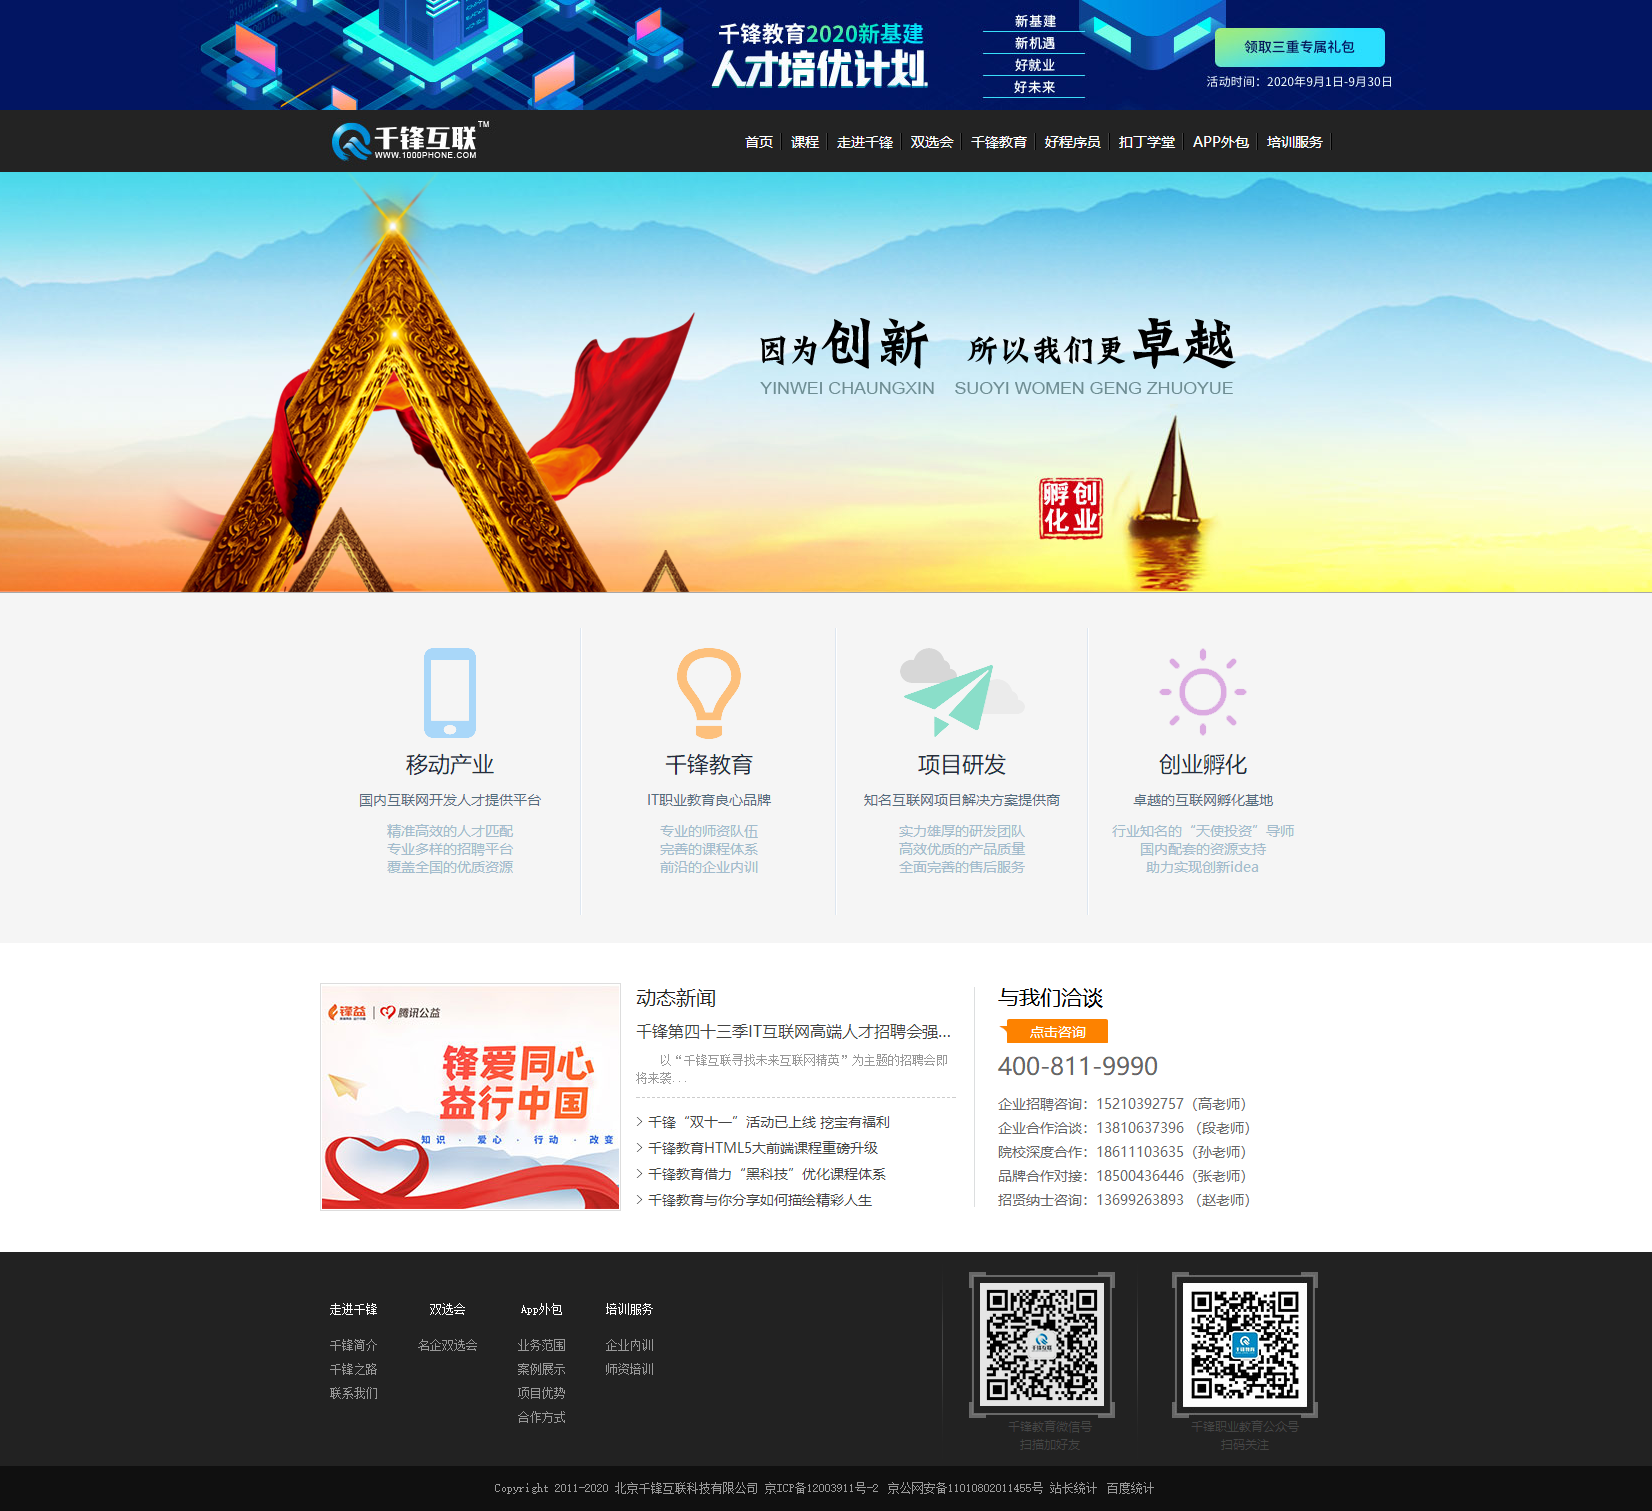 千锋教育2020新基建
人才培优计划
新基建
新机遇
好就业
好未来
领取三重专属礼包
活动时间：2020年9月1日-9月30日
千锋互联TM
WWW.1000PHONE.COM
首页 课程 走进千锋 双选会 千锋教育 好程序员 扣丁学堂 APP外包 培训服务
因为创新 所以我们更卓越
YINWEI CHAUNGXIN SUOYI WOMEN GENG ZHUOYUE
创业
孵化
移动产业
国内互联网开发人才提供平台
精准高效的人才匹配
专业多样的招聘平台
覆盖全国的优质资源
千锋教育
IT职业教育良心品牌
专业的师资队伍
完善的课程体系
前沿的企业内训
项目研发
知名互联网项目解决方案提供商
实力雄厚的研发团队
高效优质的产品质量
全面完善的售后服务
创业孵化
卓越的互联网孵化基地
行业知名的“天使投资”导师
国内配套的资源支持
助力实现创新idea
锋益 腾讯公益
锋爱同心
益行中国
知识 · 爱心 · 行动 · 改变
动态新闻
千锋第四十三季IT互联网高端人才招聘会强...
以“千锋互联寻找未来互联网精英”为主题的招聘会即
将来袭...
千锋“双十一”活动已上线 挖宝有福利
千锋教育HTML5大前端课程重磅升级
千锋教育借力“黑科技”优化课程体系
千锋教育与你分享如何描绘精彩人生
与我们洽谈
点击咨询
400-811-9990
企业招聘咨询：15210392757（高老师）
企业合作洽谈：13810637396 （段老师）
院校深度合作：18611103635（孙老师）
品牌合作对接：18500436446（张老师）
招贤纳士咨询：13699263893 （赵老师）
走进千锋
千锋简介
千锋之路
联系我们
双选会
名企双选会
App外包
业务范围
案例展示
项目优势
合作方式
培训服务
企业内训
师资培训
千锋互联
千锋教育微信号
扫描加好友
千锋教育
千锋职业教育公众号
扫码关注
Copyright 2011-2020 北京千锋互联科技有限公司 京ICP备12003911号-2 京公网安备11010802011455号 站长统计 百度统计